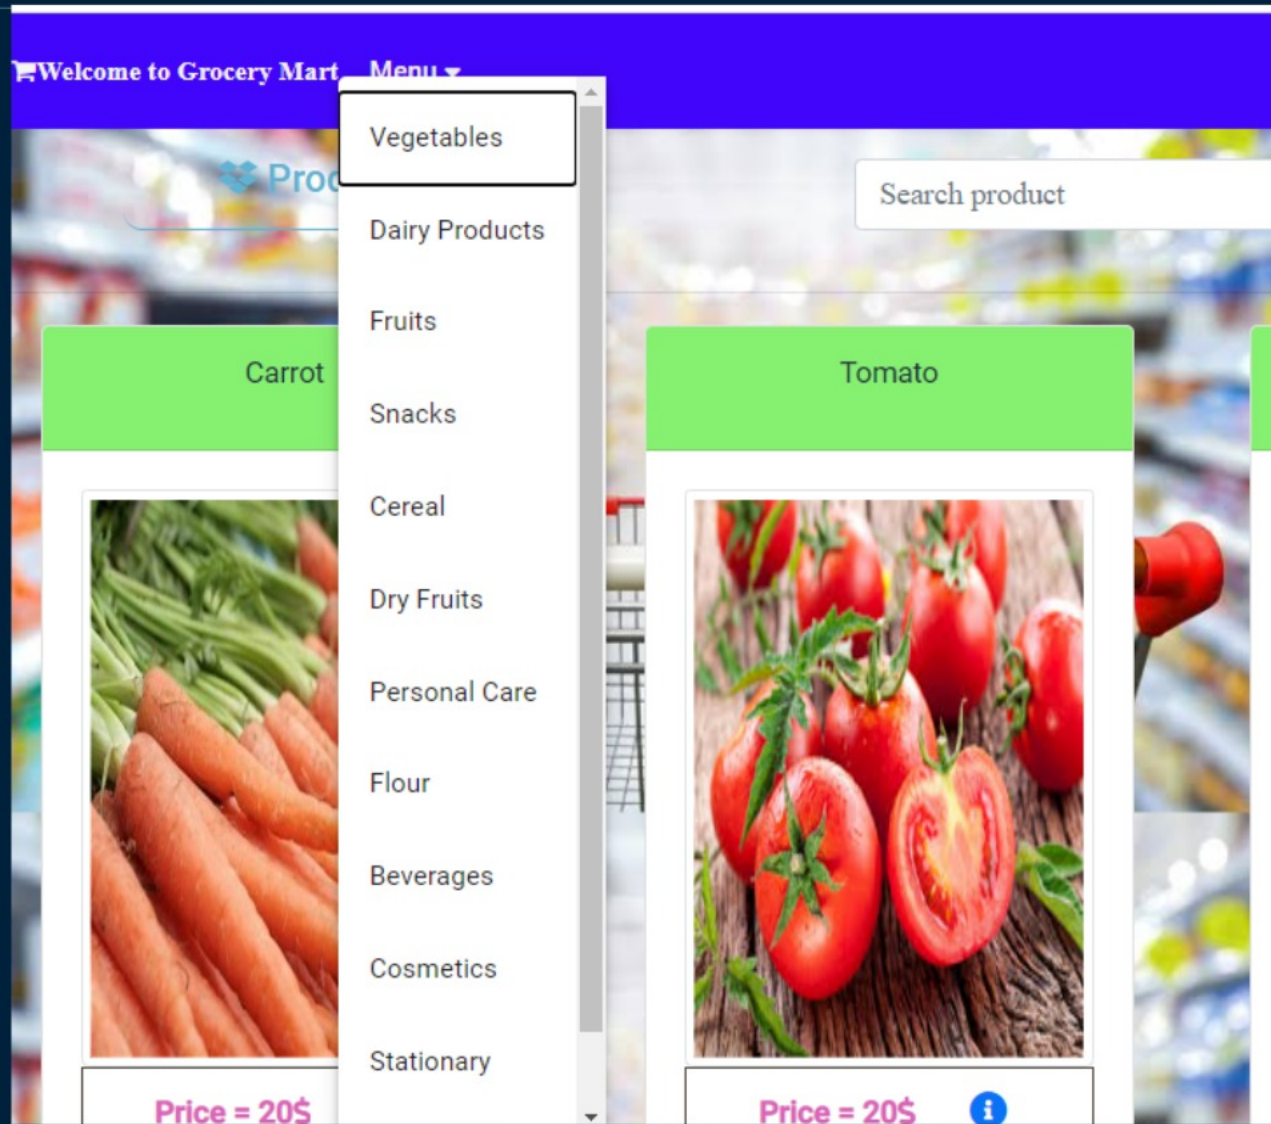 Welcome to Grocery Mart
Menu
Vegetables
Dairy Products
Fruits
Snacks
Cereal
Dry Fruits
Personal Care
Flour
Beverages
Cosmetics
Stationary
Search product
Carrot
Tomato
Price = 20$
Price = 20$